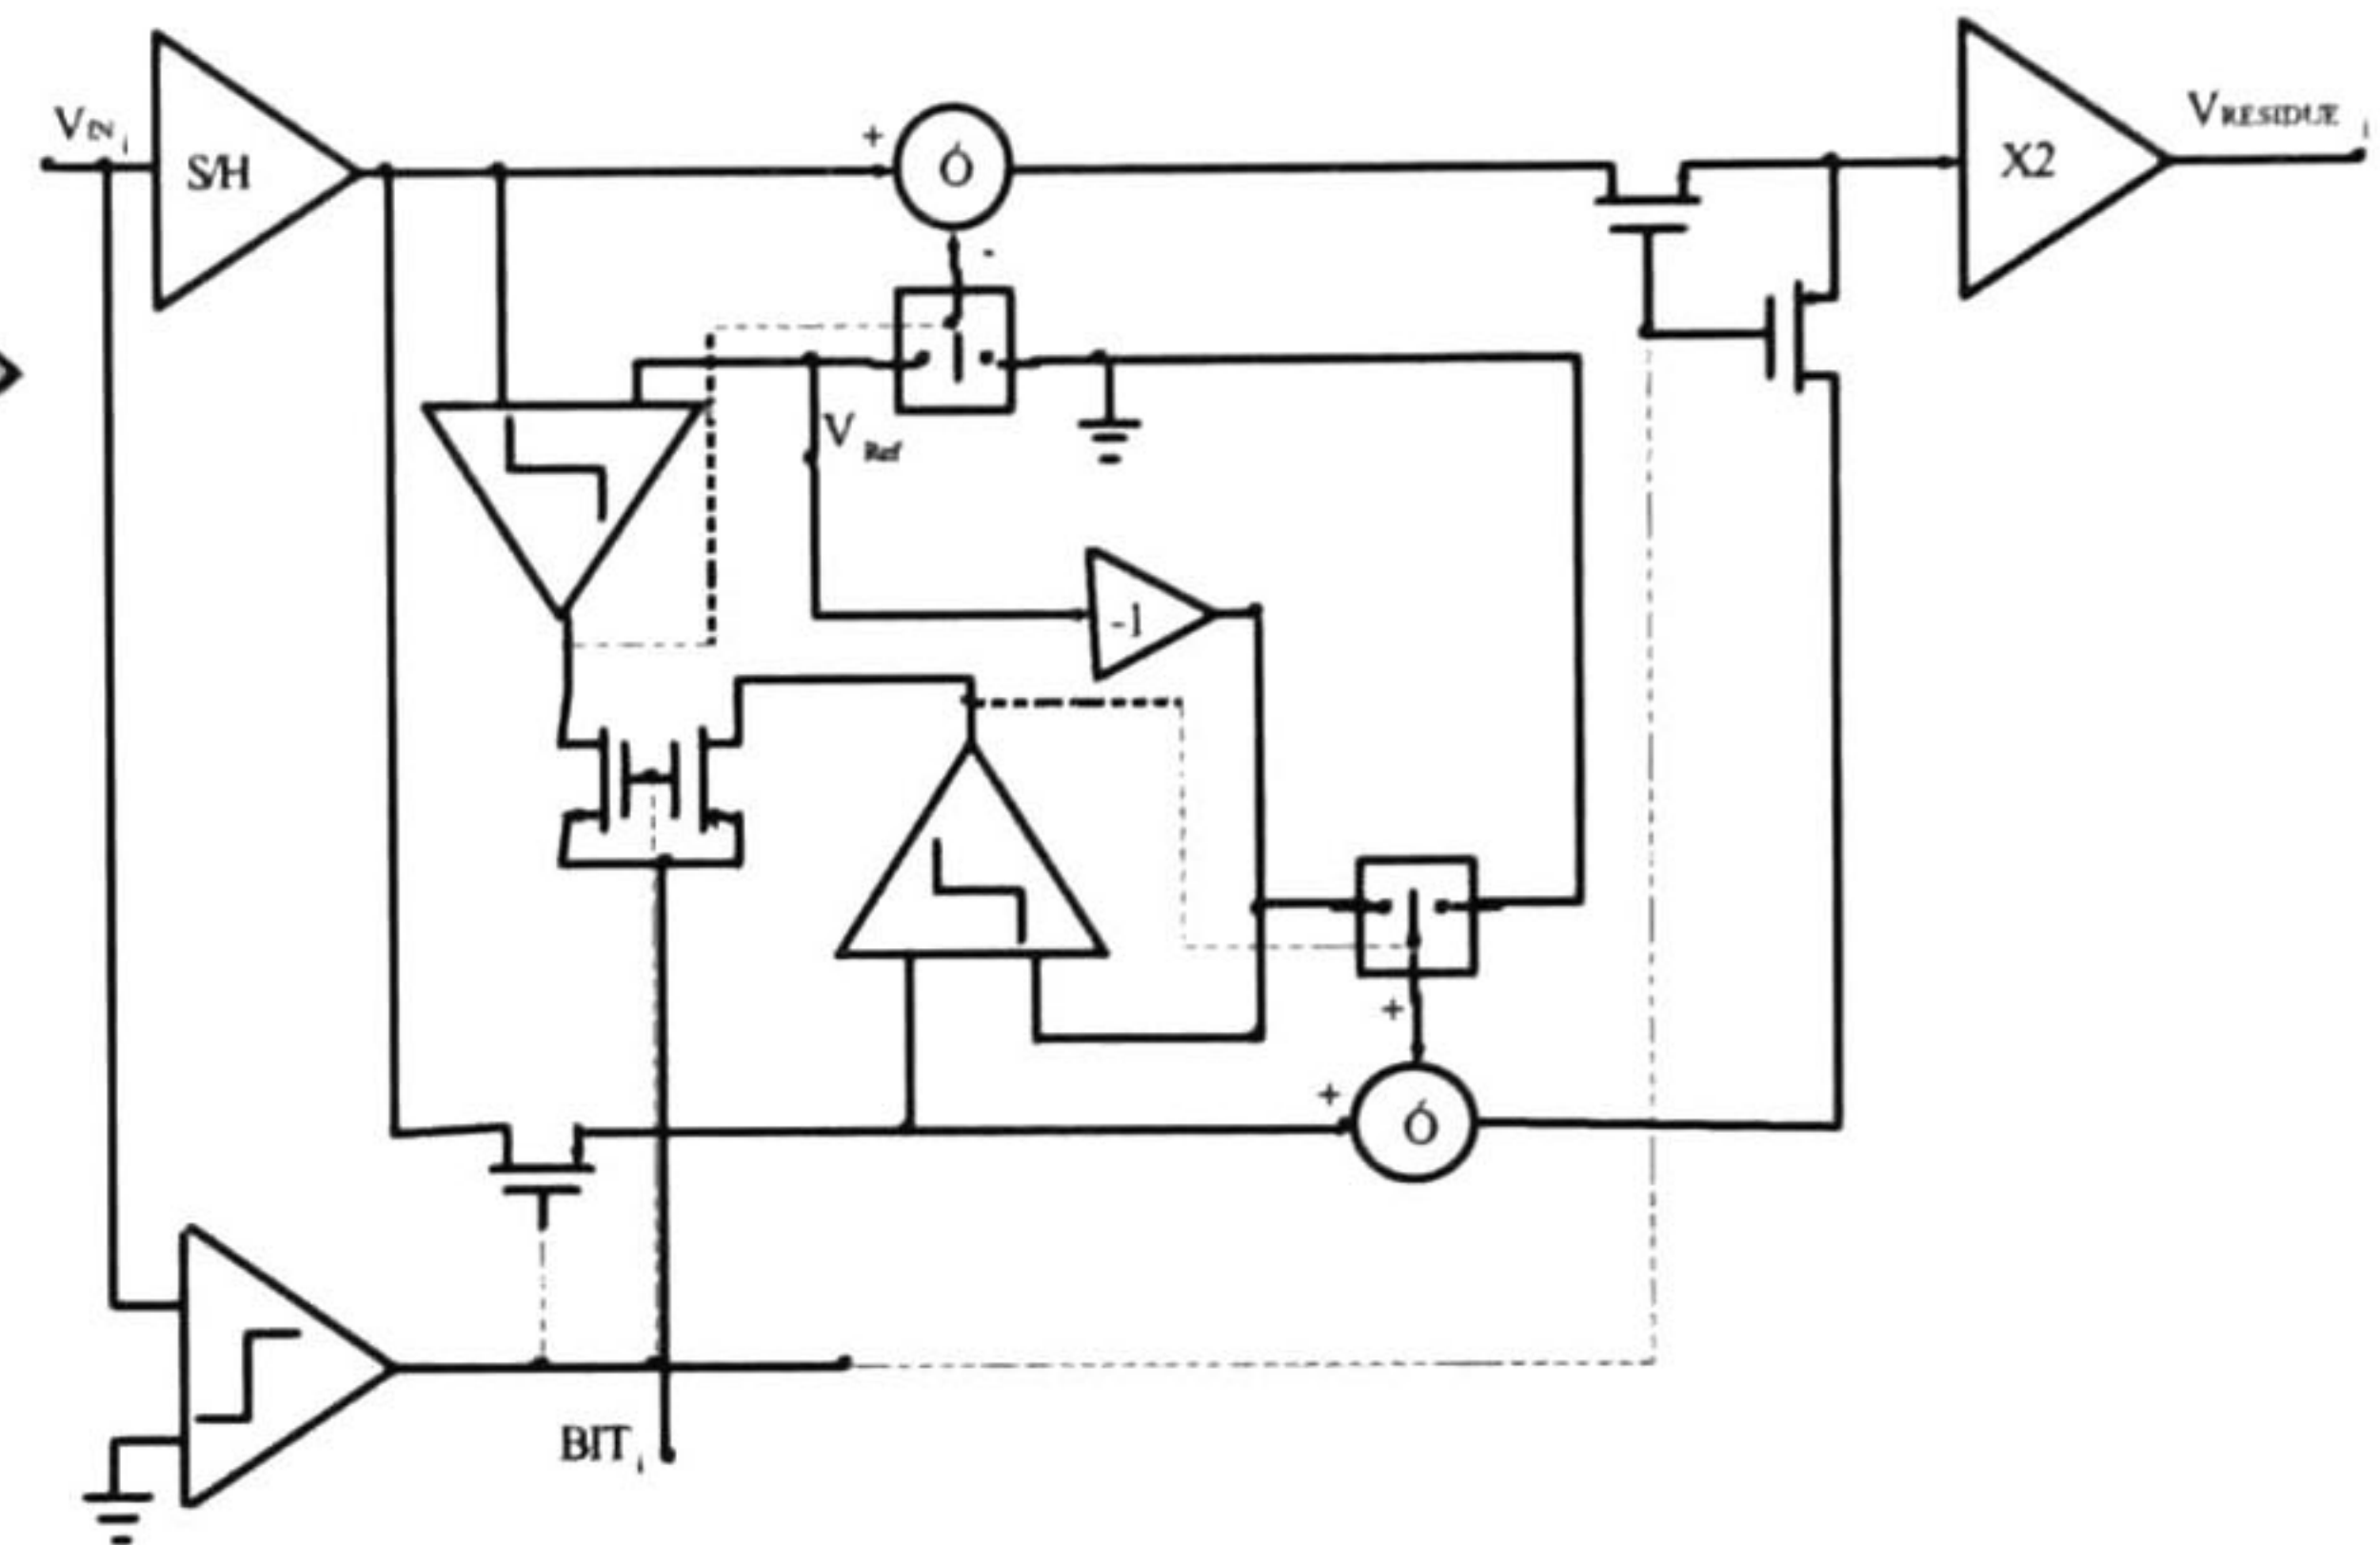 VIN i
S/H
+
Ó
X2
VRESIDUE i
-
V Ref
-1
+
+
Ó
BIT i